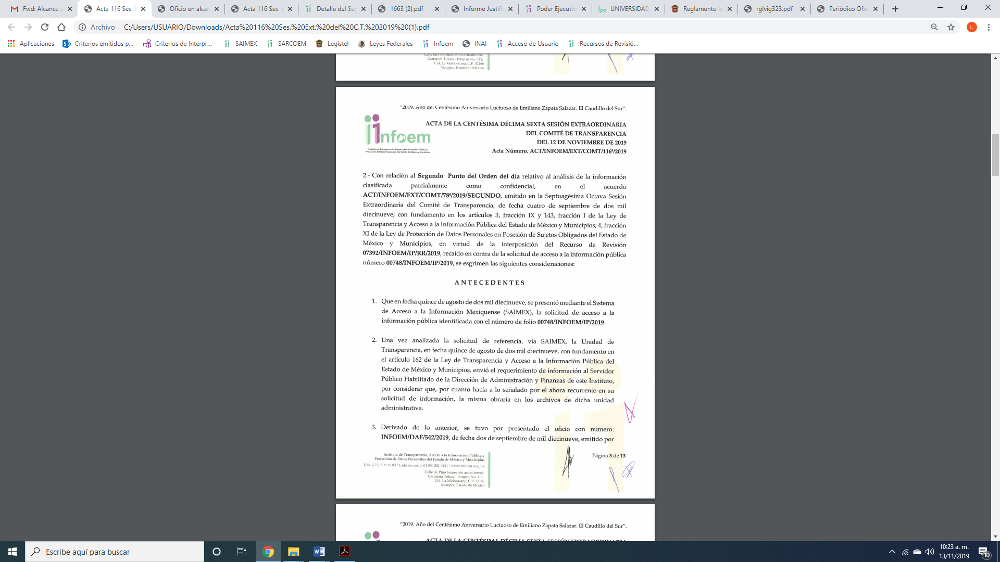 Fwd: Alcance a
Acta 116 Ses. E
Oficio en alcan
Acta 116 Ses. E
Detalle del Seg
1663 (2).pdf
Informe Justifi
Poder Ejecutivo
UNIVERSIDAD
Reglamento In
rglvig323.pdf
Periódico Ofici
Archivo
C:/Users/USUARIO/Downloads/Acta%20116%20Ses.%20Ext.%20del%20C.T.%202019%20(1).pdf
L
Aplicaciones
Criterios emitidos p...
Criterios de Interpr...
SAIMEX
SARCOEM
Legistel
Leyes Federales
Infoem
INAI
Acceso de Usuario
Recursos de Revisió...
Calle de Pino Suárez s/n actualmente
Carretera Toluca - Ixtapan No. 111,
Col. La Michoacana, C.P. 52166
Metepec, Estado de México
"2019. Año del Centésimo Aniversario Luctuoso de Emiliano Zapata Salazar. El Caudillo del Sur".
infoem
Instituto de Transparencia, Acceso a la Información Pública y
Protección de Datos Personales del Estado de México y Municipios
ACTA DE LA CENTÉSIMA DÉCIMA SEXTA SESIÓN EXTRAORDINARIA
DEL COMITÉ DE TRANSPARENCIA
DEL 12 DE NOVIEMBRE DE 2019
Acta Número. ACT/INFOEM/EXT/COMT/116ª/2019
2.- Con relación al Segundo Punto del Orden del día relativo al análisis de la información
clasificada parcialmente como confidencial, en el acuerdo
ACT/INFOEM/EXT/COMT/78ª/2019/SEGUNDO, emitido en la Septuagésima Octava Sesión
Extraordinaria del Comité de Transparencia, de fecha cuatro de septiembre de dos mil
diecinueve; con fundamento en los artículos 3, fracción IX y 143, fracción I de la Ley de
Transparencia y Acceso a la Información Pública del Estado de México y Municipios; 4, fracción
XI de la Ley de Protección de Datos Personales en Posesión de Sujetos Obligados del Estado de
México y Municipios, en virtud de la interposición del Recurso de Revisión
07392/INFOEM/IP/RR/2019, recaído en contra de la solicitud de acceso a la información pública
número 00748/INFOEM/IP/2019, se esgrimen las siguientes consideraciones:
A N T E C E D E N T E S
1. Que en fecha quince de agosto de dos mil diecinueve, se presentó mediante el Sistema
de Acceso a la Información Mexiquense (SAIMEX), la solicitud de acceso a la
información pública identificada con el número de folio 00748/INFOEM/IP/2019.
2. Una vez analizada la solicitud de referencia, vía SAIMEX, la Unidad de
Transparencia, en fecha quince de agosto de dos mil diecinueve, con fundamento en
el artículo 162 de la Ley de Transparencia y Acceso a la Información Pública del
Estado de México y Municipios, envió el requerimiento de información al Servidor
Público Habilitado de la Dirección de Administración y Finanzas de este Instituto,
por considerar que, por cuanto hacía a lo señalado por el ahora recurrente en su
solicitud de información, la misma obraría en los archivos de dicha unidad
administrativa.
3. Derivado de lo anterior, se tuvo por presentado el oficio con número:
INFOEM/DAF/542/2019, de fecha dos de septiembre de mil diecinueve, emitido por
Instituto de Transparencia, Acceso a la Información Pública y
Protección de Datos Personales del Estado de México y Municipios
Tels: (722) 2 26 19 80 * Lada sin costo: 01 800 821 0441 * www.infoem.org.mx
Calle de Pino Suárez s/n actualmente
Carretera Toluca - Ixtapan No. 111,
Col. La Michoacana, C.P. 52166
Metepec, Estado de México
Página 3 de 13
"2019. Año del Centésimo Aniversario Luctuoso de Emiliano Zapata Salazar. El Caudillo del Sur".
ACTA DE LA CENTÉSIMA DÉCIMA SEXTA SESIÓN EXTRAORDINARIA
Escribe aquí para buscar
10:23 a. m.
13/11/2019
10